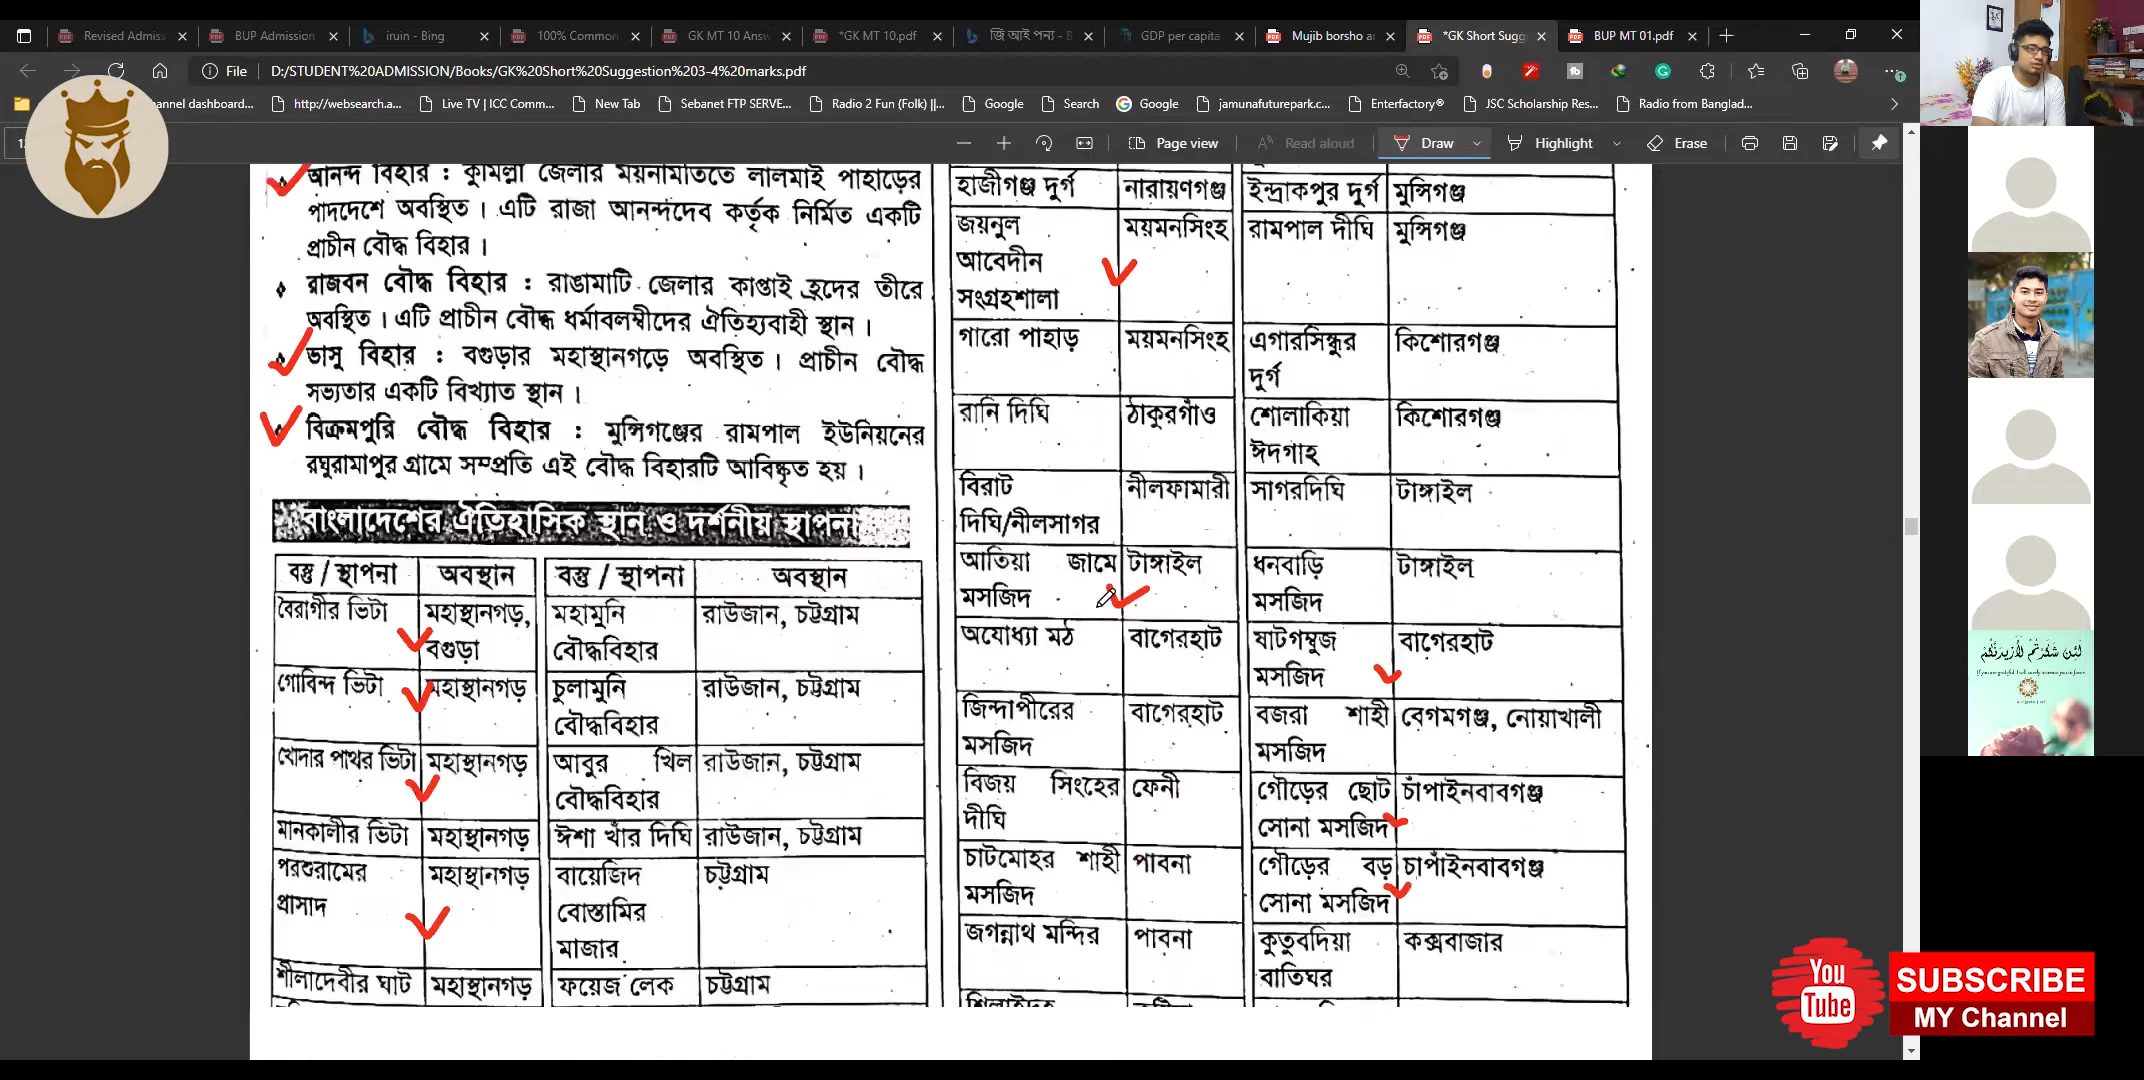 Revised Admis
BUP Admission
iruin - Bing
100% Common
GK MT 10 Answ
*GK MT 10.pdf
জি আই পন্য - B
GDP per capita
Mujib borsho a
*GK Short Sugg
BUP MT 01.pdf
File
D:/STUDENT%20ADMISSION/Books/GK%20Short%20Suggestion%203-4%20marks.pdf
hannel dashboard...
http://websearch.a...
Live TV | ICC Comm...
New Tab
Sebanet FTP SERVE...
Radio 2 Fun (Folk) ||...
Google
Search
Google
jamunafuturepark.c...
Enterfactory®
JSC Scholarship Res...
Radio from Banglad...
Page view
Read aloud
Draw
Highlight
Erase
আনন্দ বিহার : কুমিল্লা জেলার ময়নামতিতে লালমাই পাহাড়ের
পাদদেশে অবস্থিত। এটি রাজা আনন্দদেব কর্তৃক নির্মিত একটি
প্রাচীন বৌদ্ধ বিহার।
রাজবন বৌদ্ধ বিহার : রাঙামাটি জেলার কাপ্তাই হ্রদের তীরে
অবস্থিত। এটি প্রাচীন বৌদ্ধ ধর্মাবলম্বীদের ঐতিহ্যবাহী স্থান।
ভাসু বিহার : বগুড়ার মহাস্থানগড়ে অবস্থিত। প্রাচীন বৌদ্ধ
সভ্যতার একটি বিখ্যাত স্থান।
বিক্রমপুরি বৌদ্ধ বিহার : মুন্সিগঞ্জের রামপাল ইউনিয়নের
রঘুরামাপুর গ্রামে সম্প্রতি এই বৌদ্ধ বিহারটি আবিষ্কৃত হয়।
বাংলাদেশের ঐতিহাসিক স্থান ও দর্শনীয় স্থাপনা
বস্তু / স্থাপনা অবস্থান বস্তু / স্থাপনা অবস্থান
বৈরাগীর ভিটা মহাস্থানগড়, মহামুনি রাউজান, চট্টগ্রাম
বগুড়া বৌদ্ধবিহার
গোবিন্দ ভিটা মহাস্থানগড় চুলামুনি রাউজান, চট্টগ্রাম
বৌদ্ধবিহার
খোদার পাথর ভিটা মহাস্থানগড় আবুর খিল রাউজান, চট্টগ্রাম
বৌদ্ধবিহার
মানকালীর ভিটা মহাস্থানগড় ঈশা খাঁর দিঘি রাউজান, চট্টগ্রাম
পরশুরামের মহাস্থানগড় বায়েজিদ চট্টগ্রাম
প্রাসাদ বোস্তামির
মাজার
শীলাদেবীর ঘাট মহাস্থানগড় ফয়েজ লেক চট্টগ্রাম
হাজীগঞ্জ দুর্গ নারায়ণগঞ্জ ইন্দ্রাকপুর দুর্গ মুন্সিগঞ্জ
জয়নুল ময়মনসিংহ রামপাল দীঘি মুন্সিগঞ্জ
আবেদীন
সংগ্রহশালা
গারো পাহাড় ময়মনসিংহ এগারসিন্ধুর কিশোরগঞ্জ
দুর্গ
রানি দিঘি ঠাকুরগাঁও শোলাকিয়া কিশোরগঞ্জ
ঈদগাহ
বিরাট নীলফামারী সাগরদিঘি টাঙ্গাইল
দিঘি/নীলসাগর
আতিয়া জামে টাঙ্গাইল ধনবাড়ি টাঙ্গাইল
মসজিদ মসজিদ
অযোধ্যা মঠ বাগেরহাট ষাটগম্বুজ বাগেরহাট
মসজিদ
জিন্দাপীরের বাগেরহাট বজরা শাহী বেগমগঞ্জ, নোয়াখালী
মসজিদ মসজিদ
বিজয় সিংহের ফেনী গৌড়ের ছোট চাঁপাইনবাবগঞ্জ
দীঘি সোনা মসজিদ
চাটমোহর শাহী পাবনা গৌড়ের বড় চাপাঁইনবাবগঞ্জ
মসজিদ সোনা মসজিদ
জগন্নাথ মন্দির পাবনা কুতুবদিয়া কক্সবাজার
বাতিঘর
لَئِن شَكَرْتُمْ لَأَزِيدَنَّكُمْ
You
Tube
SUBSCRIBE
MY Channel